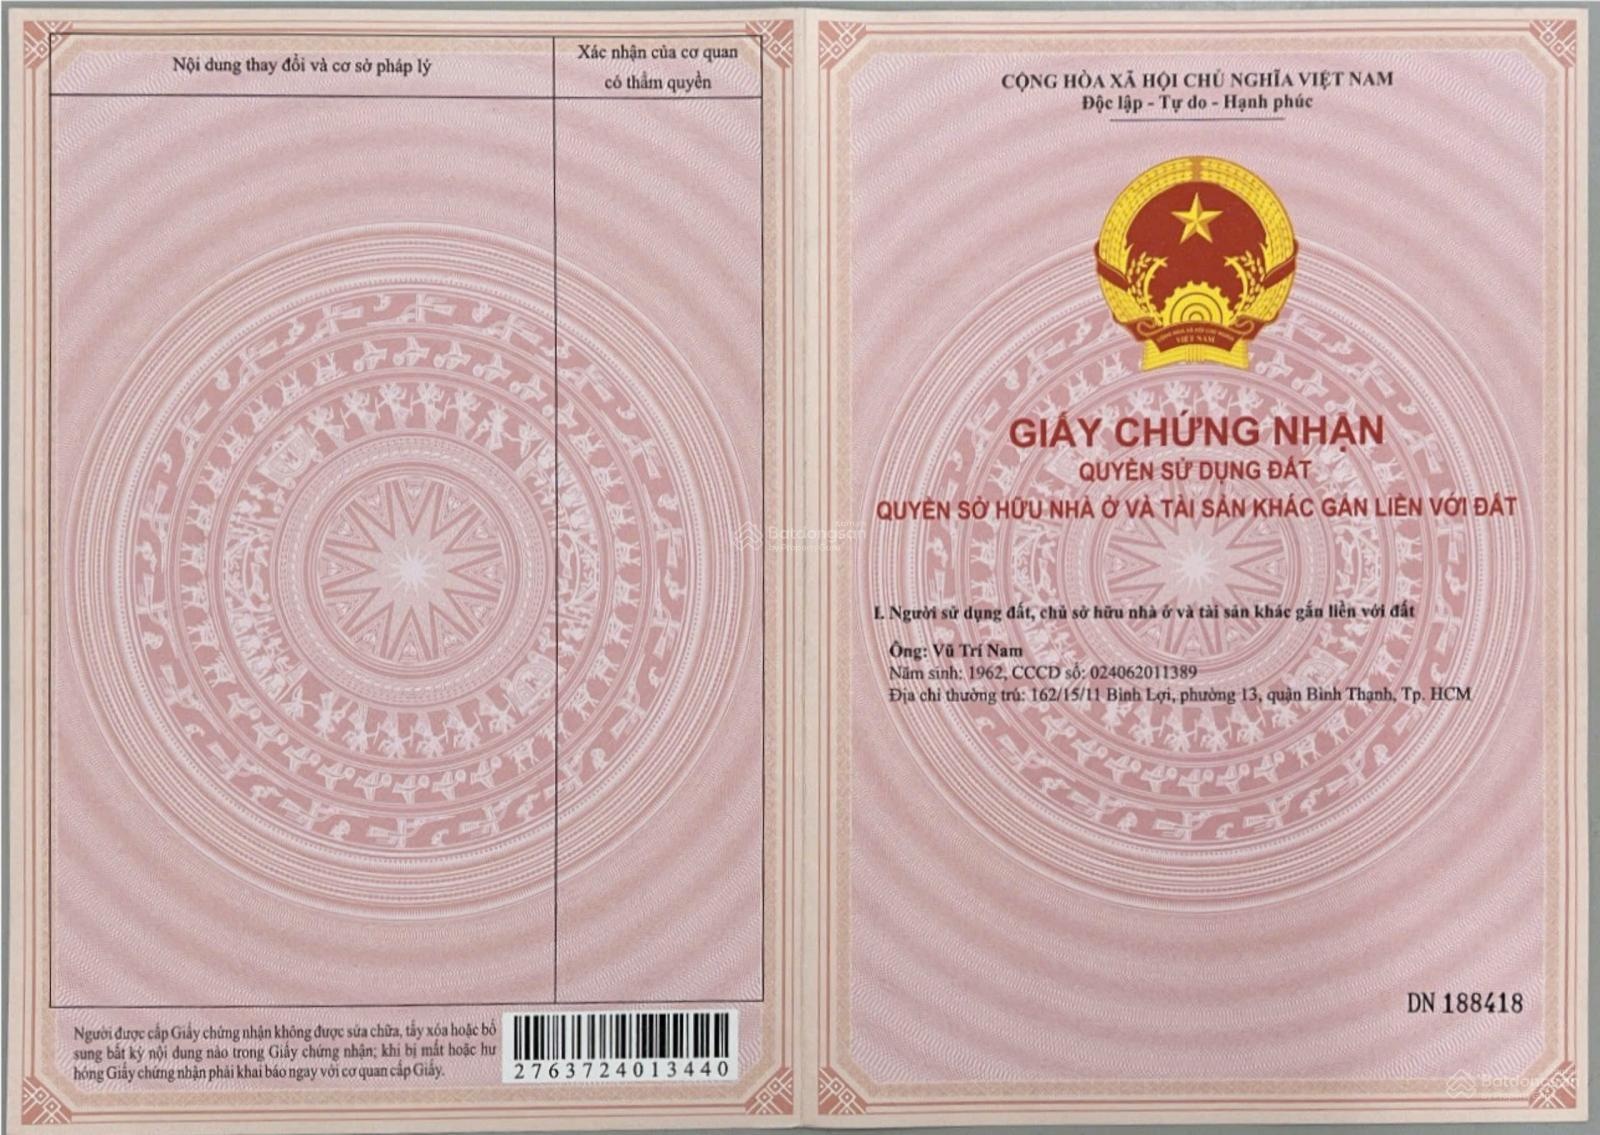 Nội dung thay đổi và cơ sở pháp lý
Xác nhận của cơ quan
có thẩm quyền
Người được cấp Giấy chứng nhận không được sửa chữa, tẩy xóa hoặc bổ
sung bất kỳ nội dung nào trong Giấy chứng nhận; khi bị mất hoặc hư
hỏng Giấy chứng nhận phải khai báo ngay với cơ quan cấp Giấy.
2763724013440
CỘNG HÒA XÃ HỘI CHỦ NGHĨA VIỆT NAM
Độc lập - Tự do - Hạnh phúc
VIỆT NAM
GIẤY CHỨNG NHẬN
QUYỀN SỬ DỤNG ĐẤT
QUYỀN SỞ HỮU NHÀ Ở VÀ TÀI SẢN KHÁC GẮN LIỀN VỚI ĐẤT
I. Người sử dụng đất, chủ sở hữu nhà ở và tài sản khác gắn liền với đất
Ông: Vũ Trí Nam
Năm sinh: 1962, CCCD số: 024062011389
Địa chỉ thường trú: 162/15/11 Bình Lợi, phường 13, quận Bình Thạnh, Tp. HCM
DN 188418
Batdongsan
by PropertyGuru
Batdongsan